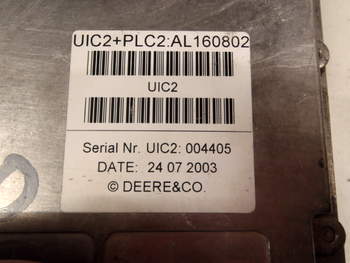 UIC2+PLC2:AL160802
UIC2
Serial Nr. UIC2: 004405
DATE: 24 07 2003
© DEERE&CO.